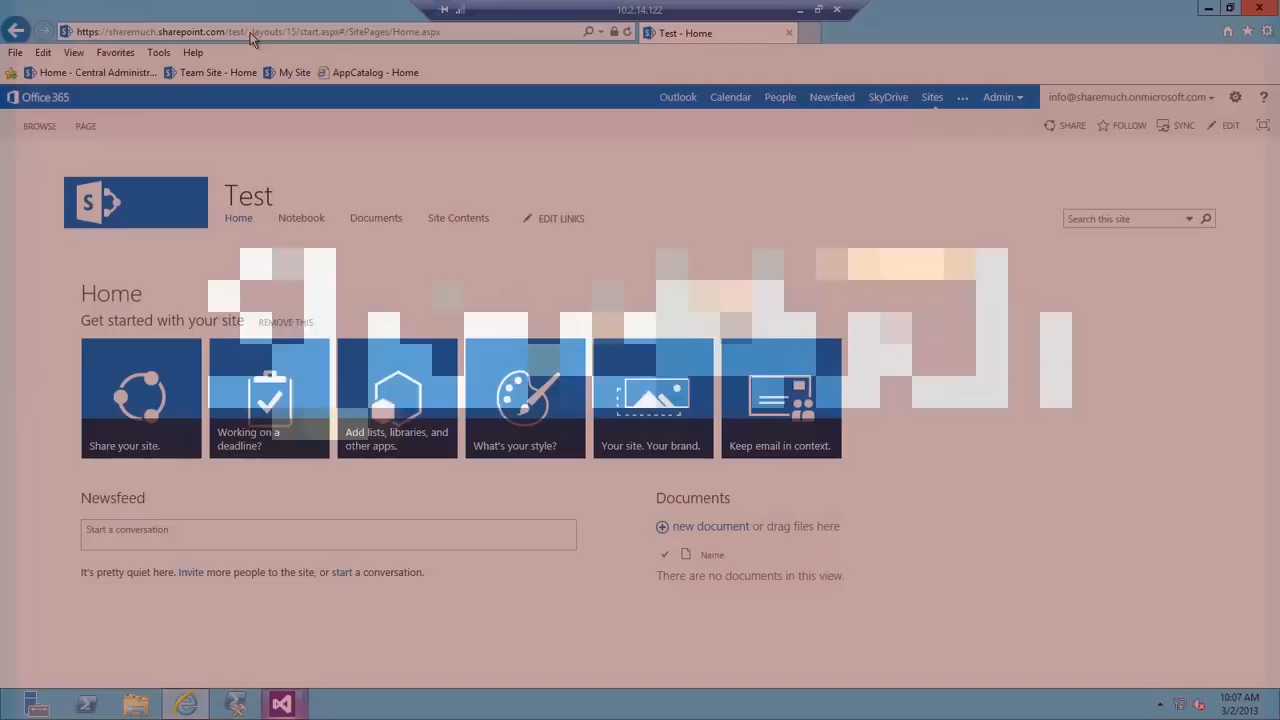 10.2.14.122
https://sharemuch.sharepoint.com/test/_layouts/15/start.aspx#/SitePages/Home.aspx
Test - Home
File Edit View Favorites Tools Help
Home - Central Administr... Team Site - Home My Site AppCatalog - Home
Office 365 Outlook Calendar People Newsfeed SkyDrive Sites ... Admin info@sharemuch.onmicrosoft.com ?
BROWSE PAGE SHARE FOLLOW SYNC EDIT
S
Test
Home Notebook Documents Site Contents EDIT LINKS
Search this site
Home
Get started with your site REMOVE THIS
Share your site.
Working on a
deadline?
Add lists, libraries, and
other apps.
What's your style?
Your site. Your brand.
Keep email in context.
Newsfeed
Start a conversation
It's pretty quiet here. Invite more people to the site, or start a conversation.
Documents
new document or drag files here
Name
There are no documents in this view.
10:07 AM
3/2/2013